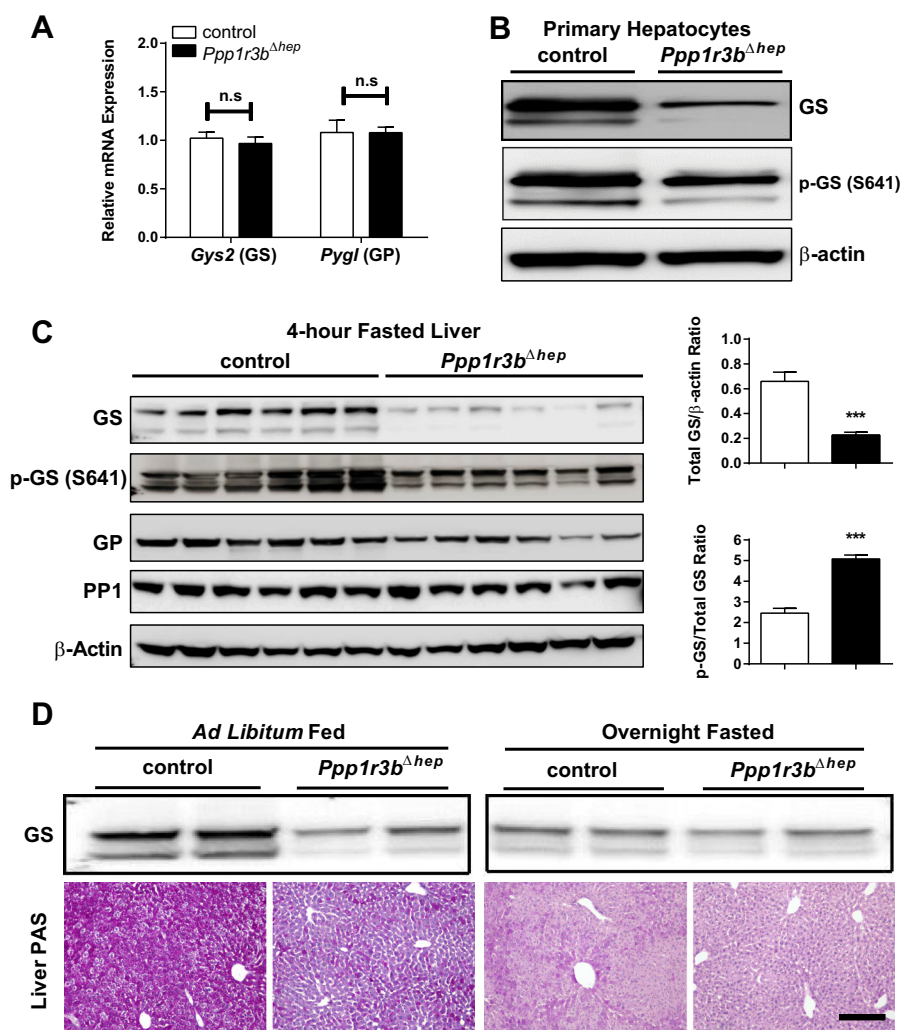 A
control
Ppp1r3bΔhep
Relative mRNA Expression
2.0
1.5
1.0
0.5
0.0
n.s
n.s
Gys2 (GS)
Pygl (GP)
B
Primary Hepatocytes
control
Ppp1r3bΔhep
GS
p-GS (S641)
β-actin
C
4-hour Fasted Liver
control
Ppp1r3bΔhep
GS
p-GS (S641)
GP
PP1
β-Actin
Total GS/β-actin Ratio
1.0
0.8
0.6
0.4
0.2
0.0
***
p-GS/Total GS Ratio
6
5
4
3
2
1
0
***
D
Ad Libitum Fed
Overnight Fasted
control
Ppp1r3bΔhep
control
Ppp1r3bΔhep
GS
Liver PAS